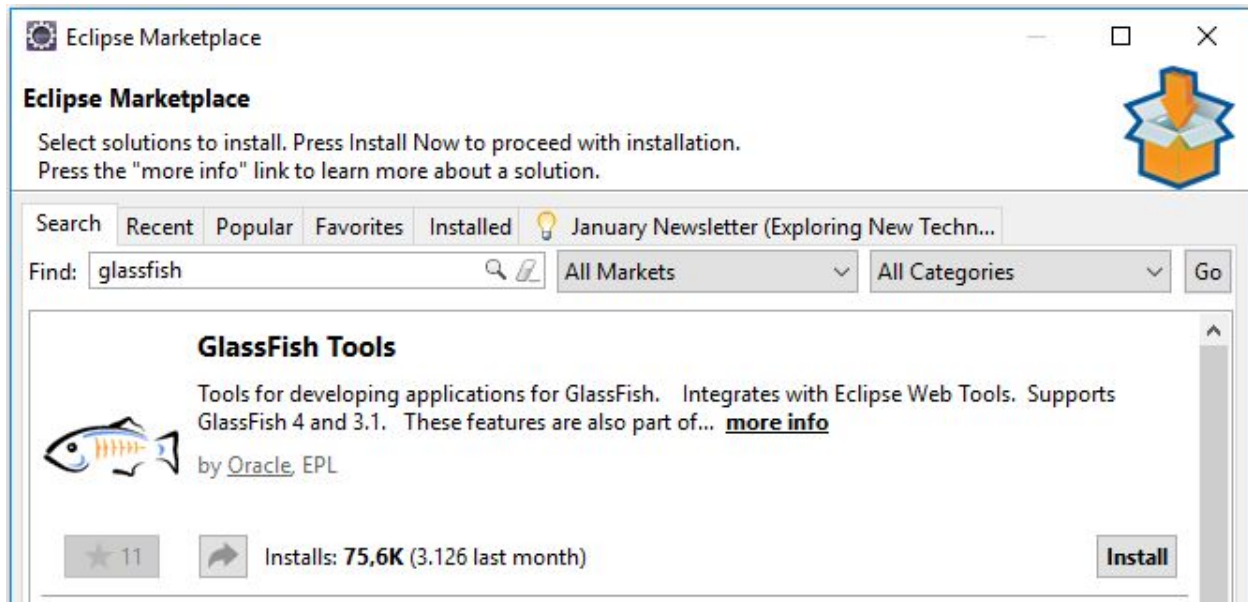 Eclipse Marketplace
Eclipse Marketplace
Select solutions to install. Press Install Now to proceed with installation.
Press the "more info" link to learn more about a solution.
Search Recent Popular Favorites Installed January Newsletter (Exploring New Techn...
Find: glassfish All Markets All Categories Go
GlassFish Tools
Tools for developing applications for GlassFish. Integrates with Eclipse Web Tools. Supports
GlassFish 4 and 3.1. These features are also part of... more info
by Oracle, EPL
11 Installs: 75,6K (3.126 last month) Install